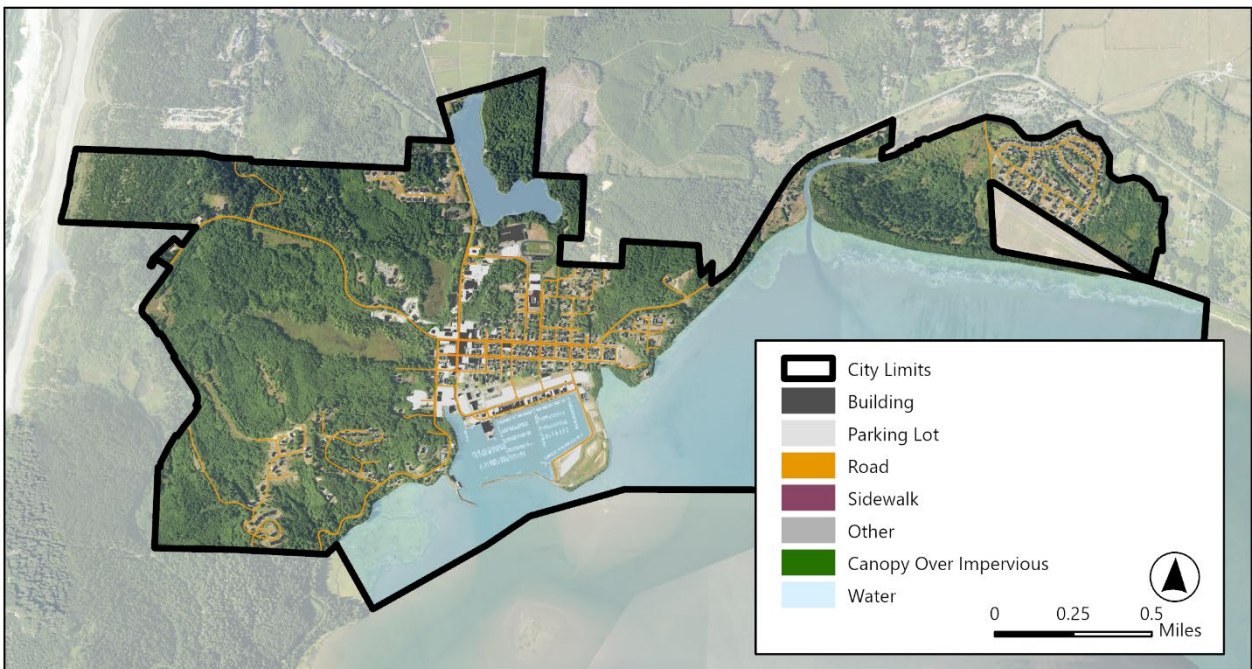 City Limits
Building
Parking Lot
Road
Sidewalk
Other
Canopy Over Impervious
Water
0 0.25 0.5
Miles